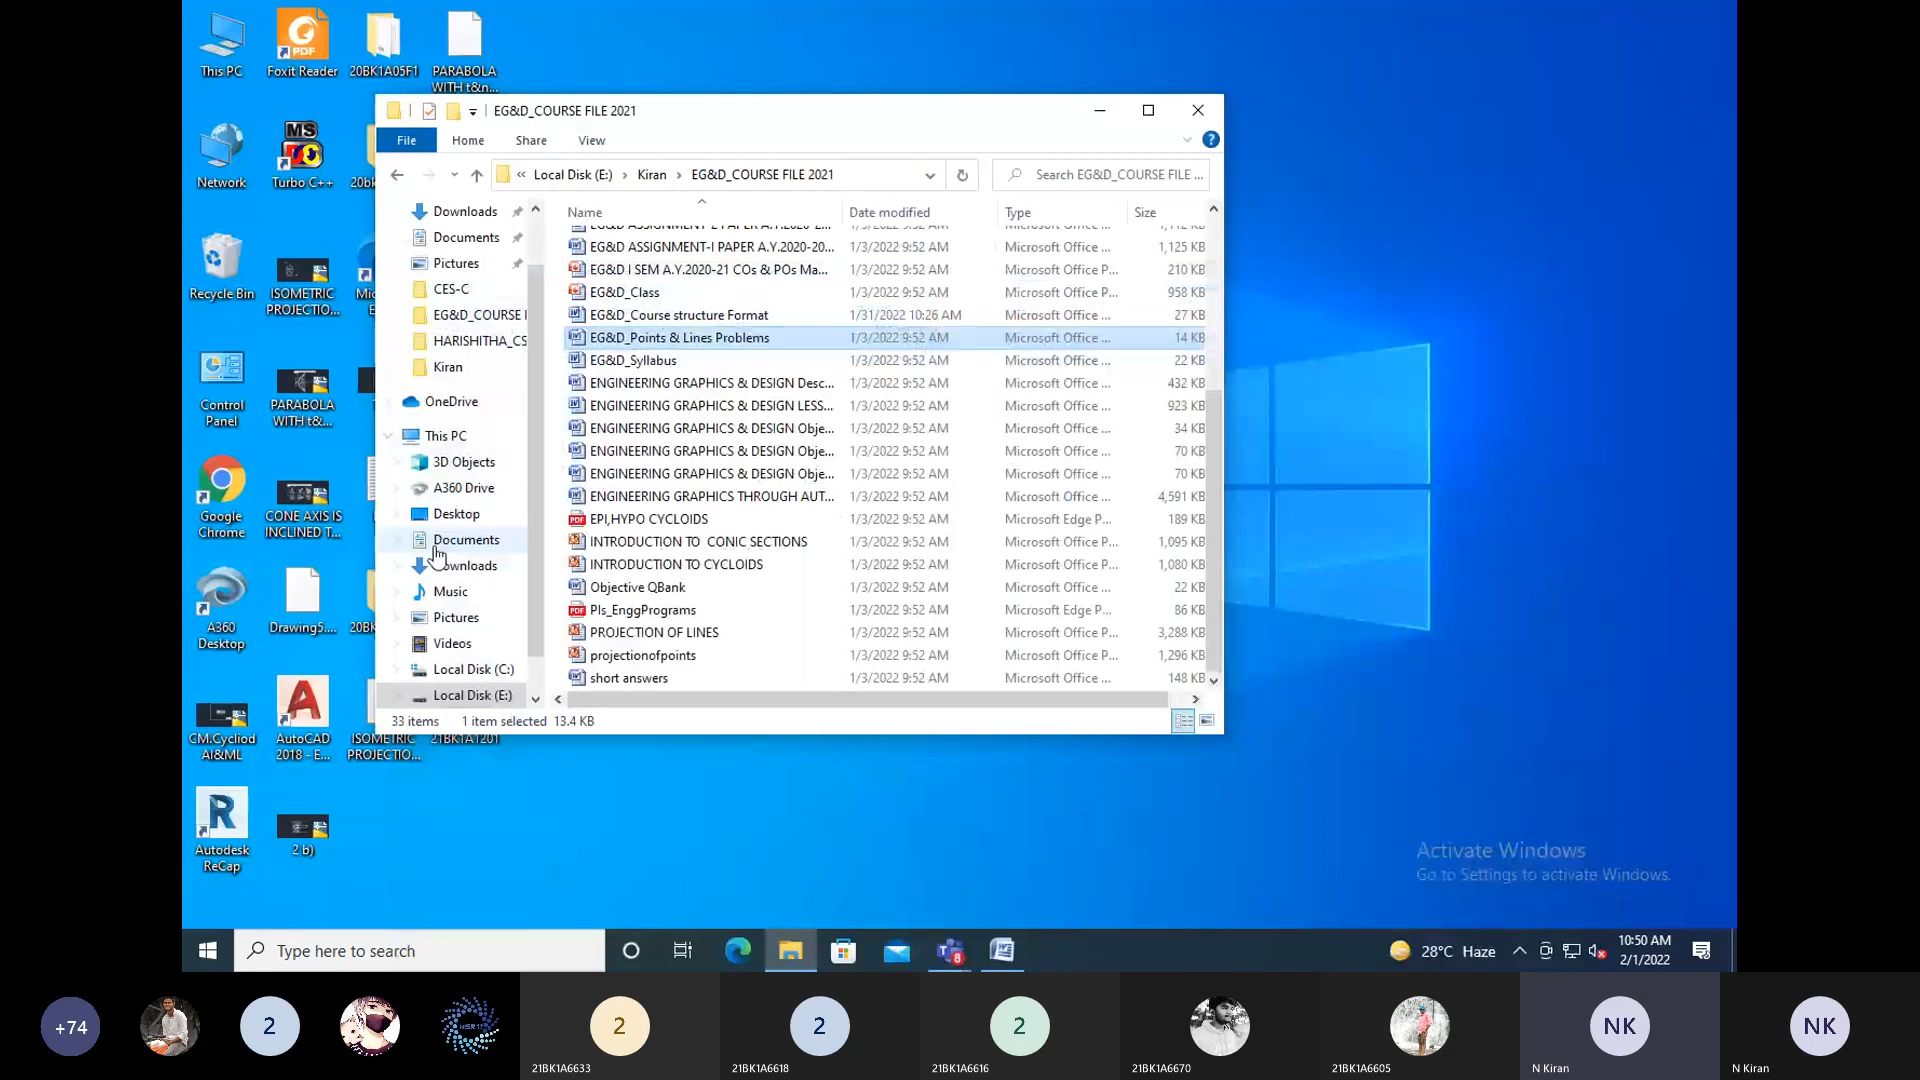 This PC
Foxit Reader
20BK1A05F1
PARABOLA
WITH t&n...
Network
Turbo C++
Recycle Bin
ISOMETRIC
PROJECTIO...
Control
Panel
PARABOLA
WITH t&...
Google
Chrome
CONE AXIS IS
INCLINED T...
A360
Desktop
Drawing5....
CM.Cycliod
AI&ML
AutoCAD
2018 - E...
ISOMETRIC
PROJECTIO...
21BK1A1201
Autodesk
ReCap
2 b)
EG&D_COURSE FILE 2021
File
Home
Share
View
« Local Disk (E:) › Kiran › EG&D_COURSE FILE 2021
Search EG&D_COURSE FILE ...
Downloads
Documents
Pictures
CES-C
EG&D_COURSE
HARISHITHA_CS
Kiran
OneDrive
This PC
3D Objects
A360 Drive
Desktop
Documents
Downloads
Music
Pictures
Videos
Local Disk (C:)
Local Disk (E:)
Name Date modified Type Size
EG&D ASSIGNMENT-I PAPER A.Y.2020-20... 1/3/2022 9:52 AM Microsoft Office ... 1,125 KB
EG&D I SEM A.Y.2020-21 COs & POs Ma... 1/3/2022 9:52 AM Microsoft Office P... 210 KB
EG&D_Class 1/3/2022 9:52 AM Microsoft Office P... 958 KB
EG&D_Course structure Format 1/31/2022 10:26 AM Microsoft Office ... 27 KB
EG&D_Points & Lines Problems 1/3/2022 9:52 AM Microsoft Office ... 14 KB
EG&D_Syllabus 1/3/2022 9:52 AM Microsoft Office ... 22 KB
ENGINEERING GRAPHICS & DESIGN Desc... 1/3/2022 9:52 AM Microsoft Office ... 432 KB
ENGINEERING GRAPHICS & DESIGN LESS... 1/3/2022 9:52 AM Microsoft Office ... 923 KB
ENGINEERING GRAPHICS & DESIGN Obje... 1/3/2022 9:52 AM Microsoft Office ... 34 KB
ENGINEERING GRAPHICS & DESIGN Obje... 1/3/2022 9:52 AM Microsoft Office ... 70 KB
ENGINEERING GRAPHICS & DESIGN Obje... 1/3/2022 9:52 AM Microsoft Office ... 70 KB
ENGINEERING GRAPHICS THROUGH AUT... 1/3/2022 9:52 AM Microsoft Office ... 4,591 KB
EPI,HYPO CYCLOIDS 1/3/2022 9:52 AM Microsoft Edge P... 189 KB
INTRODUCTION TO CONIC SECTIONS 1/3/2022 9:52 AM Microsoft Office P... 1,095 KB
INTRODUCTION TO CYCLOIDS 1/3/2022 9:52 AM Microsoft Office P... 1,080 KB
Objective QBank 1/3/2022 9:52 AM Microsoft Office ... 22 KB
PIs_EnggPrograms 1/3/2022 9:52 AM Microsoft Edge P... 86 KB
PROJECTION OF LINES 1/3/2022 9:52 AM Microsoft Office P... 3,288 KB
projectionofpoints 1/3/2022 9:52 AM Microsoft Office P... 1,296 KB
short answers 1/3/2022 9:52 AM Microsoft Office ... 148 KB
33 items 1 item selected 13.4 KB
Activate Windows
Go to Settings to activate Windows.
Type here to search
8
28°C Haze
10:50 AM
2/1/2022
+74
2
2
2
2
NK
NK
21BK1A6633
21BK1A6618
21BK1A6616
21BK1A6670
21BK1A6605
N Kiran
N Kiran